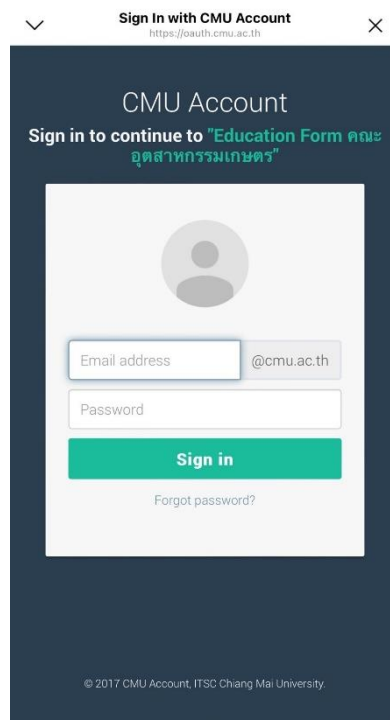 Sign In with CMU Account
https://oauth.cmu.ac.th
CMU Account
Sign in to continue to "Education Form คณะ
อุตสาหกรรมเกษตร"
Email address
@cmu.ac.th
Password
Sign in
Forgot password?
© 2017 CMU Account, ITSC Chiang Mai University.